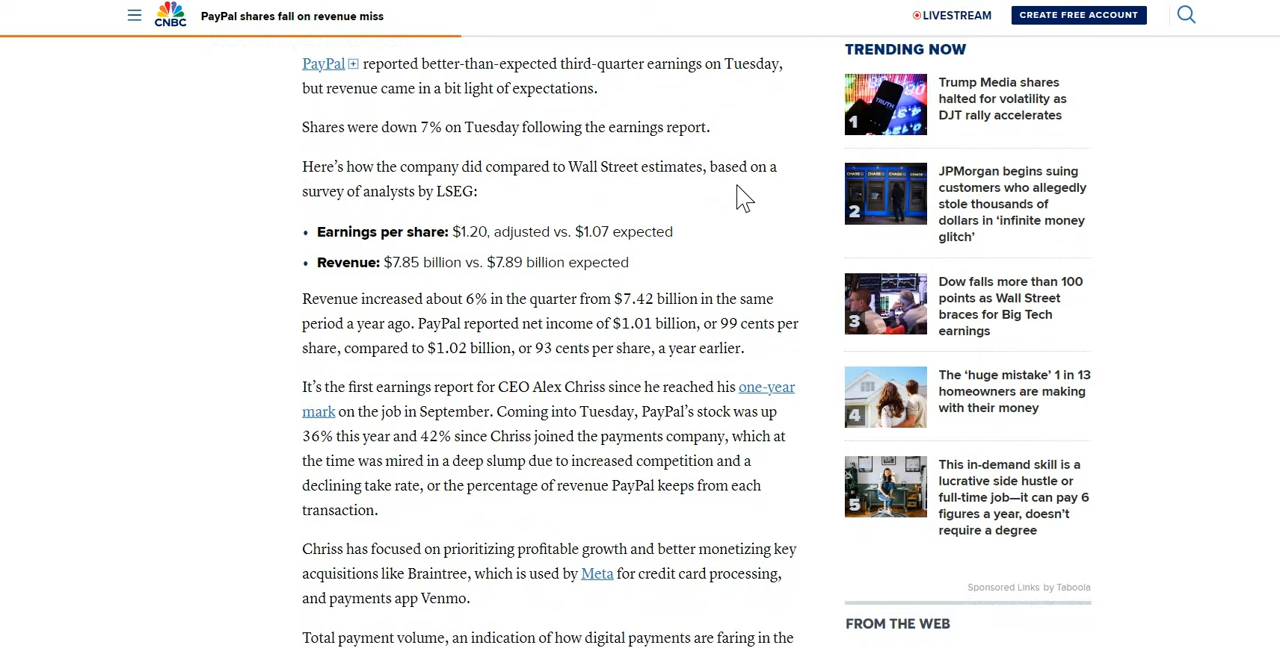 CNBC
PayPal shares fall on revenue miss
LIVESTREAM
CREATE FREE ACCOUNT
PayPal reported better-than-expected third-quarter earnings on Tuesday,
but revenue came in a bit light of expectations.
Shares were down 7% on Tuesday following the earnings report.
Here’s how the company did compared to Wall Street estimates, based on a
survey of analysts by LSEG:
• Earnings per share: $1.20, adjusted vs. $1.07 expected
• Revenue: $7.85 billion vs. $7.89 billion expected
Revenue increased about 6% in the quarter from $7.42 billion in the same
period a year ago. PayPal reported net income of $1.01 billion, or 99 cents per
share, compared to $1.02 billion, or 93 cents per share, a year earlier.
It’s the first earnings report for CEO Alex Chriss since he reached his one-year
mark on the job in September. Coming into Tuesday, PayPal’s stock was up
36% this year and 42% since Chriss joined the payments company, which at
the time was mired in a deep slump due to increased competition and a
declining take rate, or the percentage of revenue PayPal keeps from each
transaction.
Chriss has focused on prioritizing profitable growth and better monetizing key
acquisitions like Braintree, which is used by Meta for credit card processing,
and payments app Venmo.
Total payment volume, an indication of how digital payments are faring in the
TRENDING NOW
1
Trump Media shares
halted for volatility as
DJT rally accelerates
2
JPMorgan begins suing
customers who allegedly
stole thousands of
dollars in ‘infinite money
glitch’
3
Dow falls more than 100
points as Wall Street
braces for Big Tech
earnings
4
The ‘huge mistake’ 1 in 13
homeowners are making
with their money
5
This in-demand skill is a
lucrative side hustle or
full-time job—it can pay 6
figures a year, doesn’t
require a degree
Sponsored Links by Taboola
FROM THE WEB